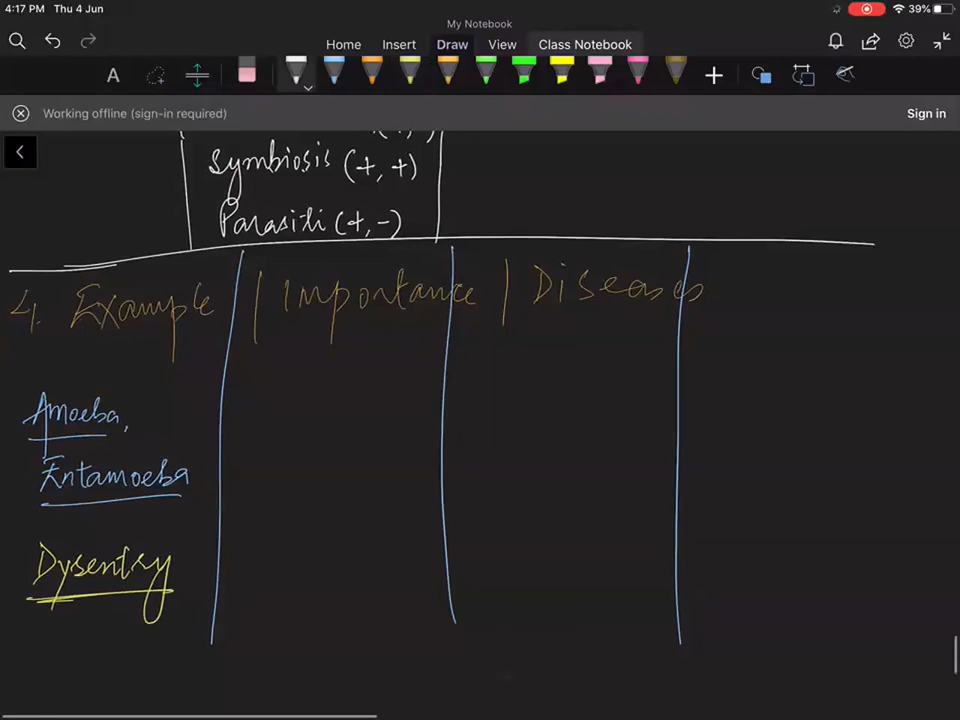 4:17 PM Thu 4 Jun
39%
My Notebook
Home Insert Draw View Class Notebook
A
Working offline (sign-in required)
Sign in
Symbiosis (+, +)
Parasiti (+, -)
4. Example | Importance | Diseases
Amoeba,
Entamoeba
Dysentry